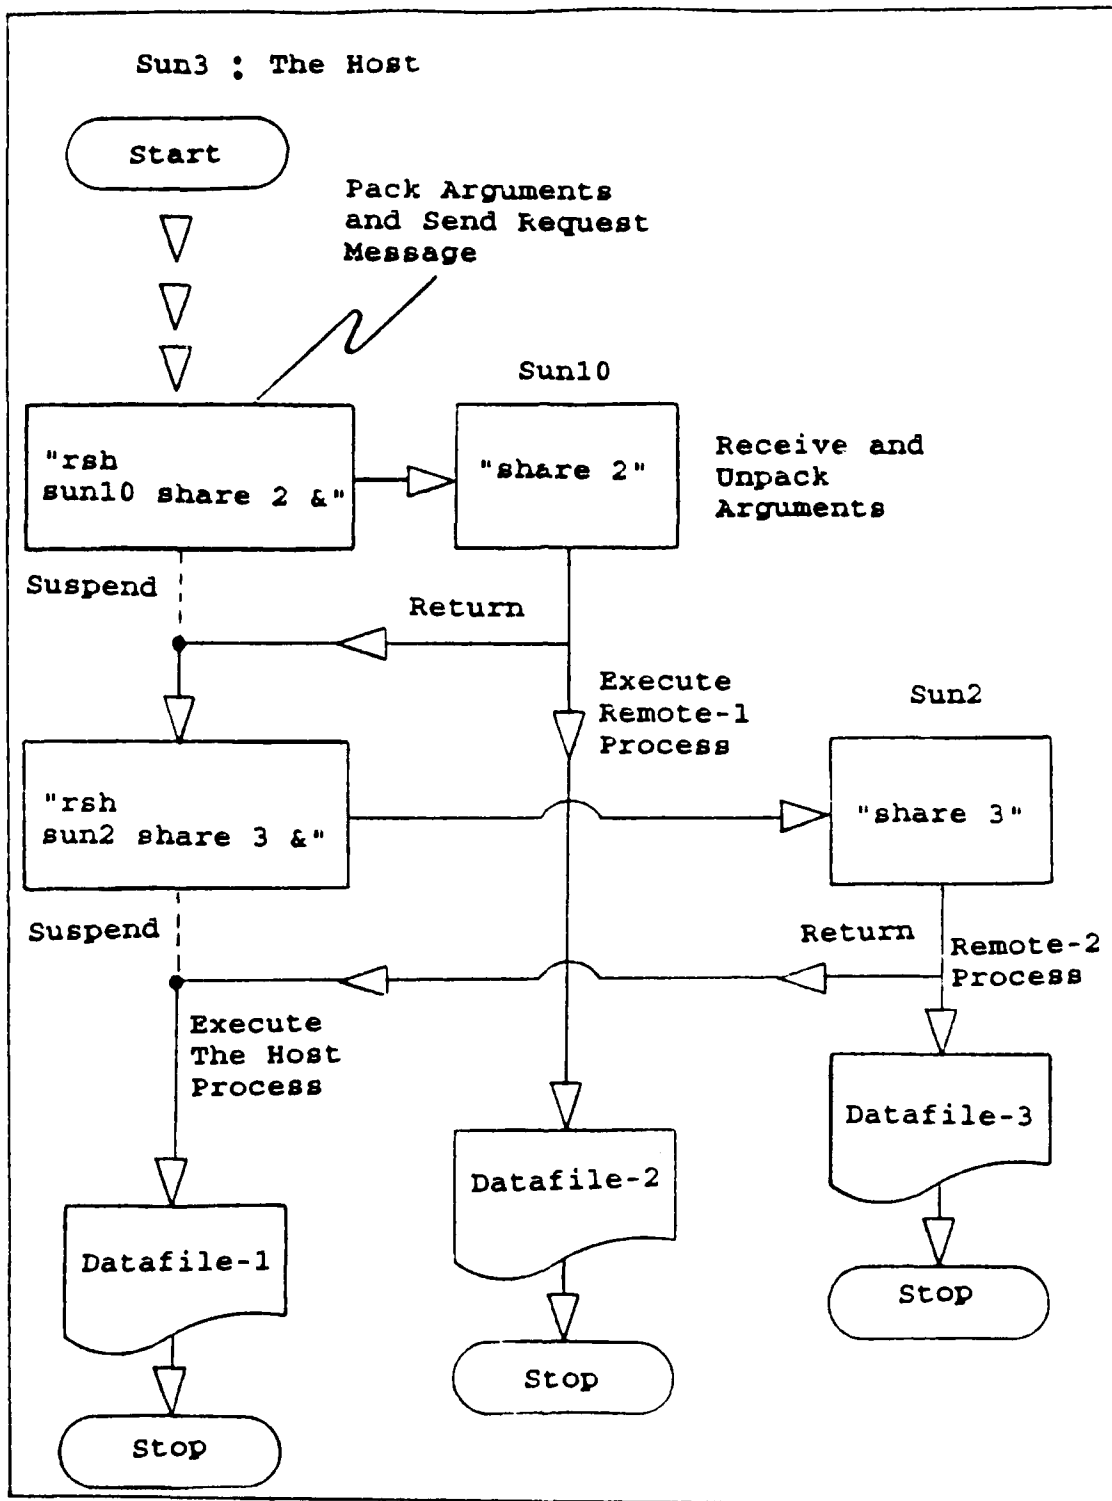 Sun3 : The Host
Start
Pack Arguments
and Send Request
Message
Sun10
"rsh
sun10 share 2 &"
"share 2"
Receive and
Unpack
Arguments
Suspend
Return
Execute
Remote-1
Process
Sun2
"rsh
sun2 share 3 &"
"share 3"
Suspend
Return
Remote-2
Process
Execute
The Host
Process
Datafile-3
Datafile-2
Datafile-1
Stop
Stop
Stop